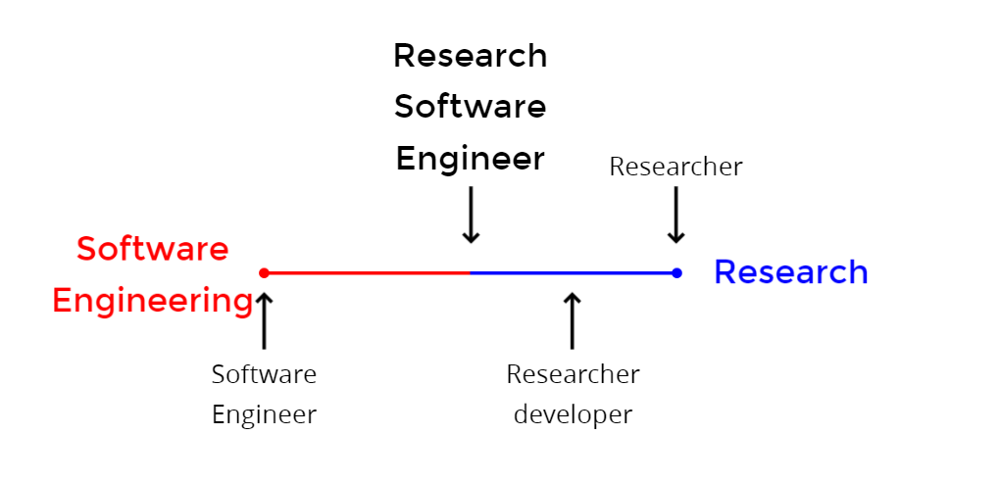 Research
Software
Engineer
Researcher
Software
Engineering
Research
Software
Engineer
Researcher
developer